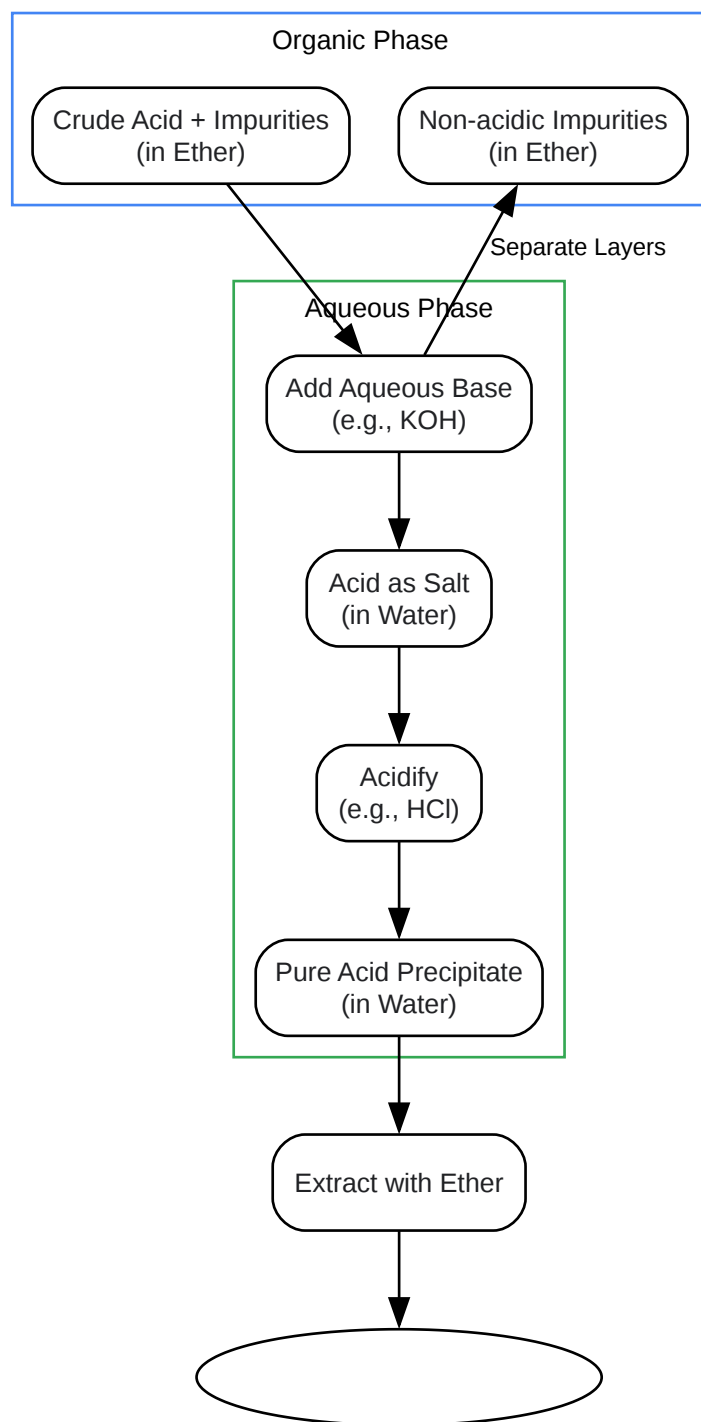 Organic Phase
Crude Acid + Impurities
(in Ether)
Non-acidic Impurities
(in Ether)
Separate Layers
Aqueous Phase
Add Aqueous Base
(e.g., KOH)
Acid as Salt
(in Water)
Acidify
(e.g., HCl)
Pure Acid Precipitate
(in Water)
Extract with Ether